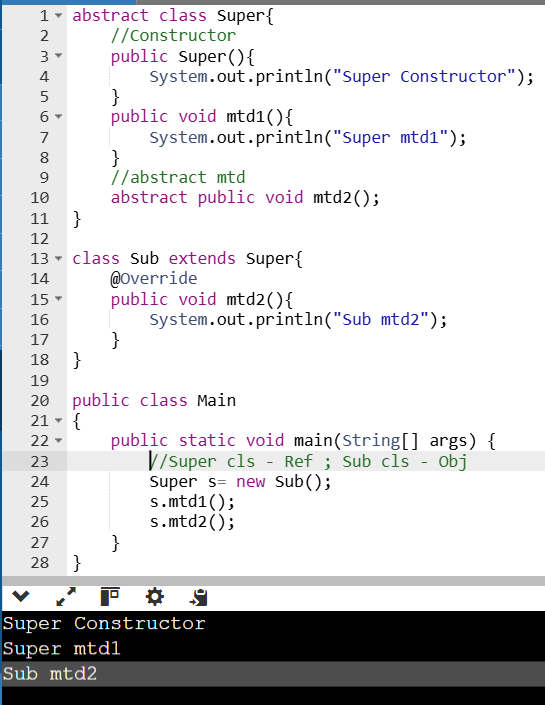 1 abstract class Super{
2 //Constructor
3 public Super(){
4 System.out.println("Super Constructor");
5 }
6 public void mtd1(){
7 System.out.println("Super mtd1");
8 }
9 //abstract mtd
10 abstract public void mtd2();
11 }
12
13 class Sub extends Super{
14 @Override
15 public void mtd2(){
16 System.out.println("Sub mtd2");
17 }
18 }
19
20 public class Main
21 {
22 public static void main(String[] args) {
23 //Super cls - Ref ; Sub cls - Obj
24 Super s= new Sub();
25 s.mtd1();
26 s.mtd2();
27 }
28 }
Super Constructor
Super mtd1
Sub mtd2